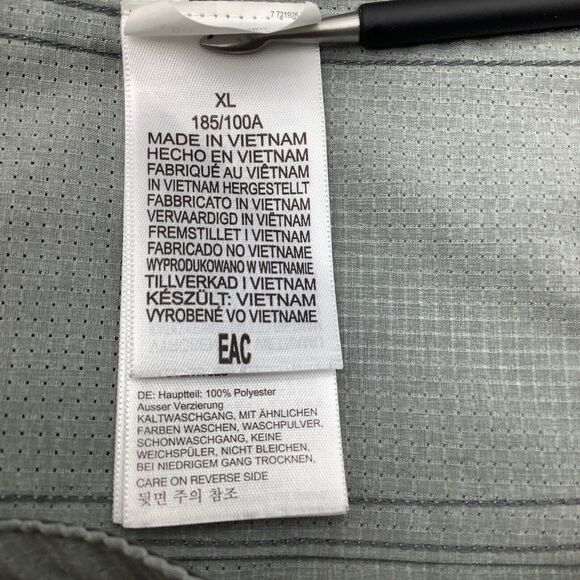 7 721926
XL
185/100A
MADE IN VIETNAM
HECHO EN VIETNAM
FABRIQUÉ AU VIÊTNAM
IN VIETNAM HERGESTELLT
FABBRICATO IN VIETNAM
VERVAARDIGD IN VIETNAM
FREMSTILLET I VIETNAM
FABRICADO NO VIETNAME
WYPRODUKOWANO W WIETNAMIE
TILLVERKAD I VIETNAM
KÉSZÜLT: VIETNAM
VYROBENÉ VO VIETNAME
EAC
DE: Hauptteil: 100% Polyester
Ausser Verzierung
KALTWASCHGANG, MIT ÄHNLICHEN
FARBEN WASCHEN, WASCHPULVER,
SCHONWASCHGANG, KEINE
WEICHSPÜLER, NICHT BLEICHEN,
BEI NIEDRIGEM GANG TROCKNEN,
CARE ON REVERSE SIDE
뒷면 주의 참조